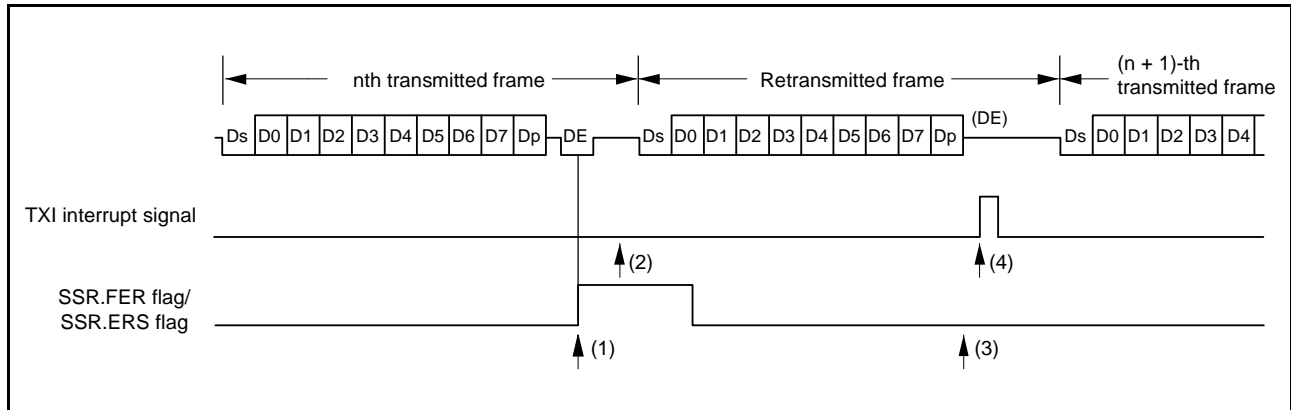 nth transmitted frame
Retransmitted frame
(n + 1)-th
transmitted frame
Ds D0 D1 D2 D3 D4 D5 D6 D7 Dp DE Ds D0 D1 D2 D3 D4 D5 D6 D7 Dp (DE) Ds D0 D1 D2 D3 D4
TXI interrupt signal
(2) (4)
SSR.FER flag/
SSR.ERS flag
(1) (3)